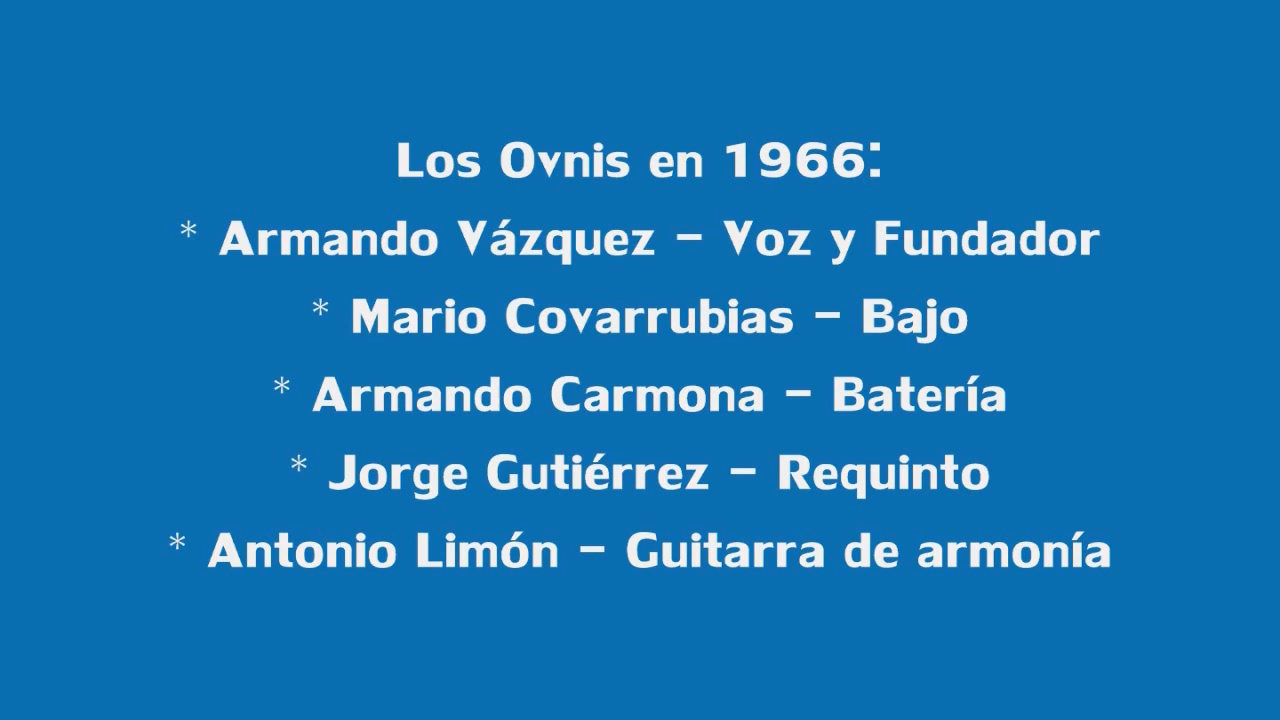 Los Ovnis en 1966:
* Armando Vázquez – Voz y Fundador
* Mario Covarrubias – Bajo
* Armando Carmona – Batería
* Jorge Gutiérrez – Requinto
* Antonio Limón – Guitarra de armonía